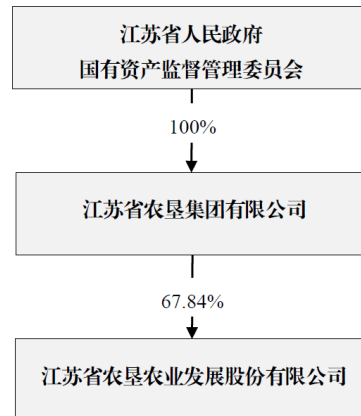 江苏省人民政府
国有资产监督管理委员会
100%
江苏省农垦集团有限公司
67.84%
江苏省农垦农业发展股份有限公司